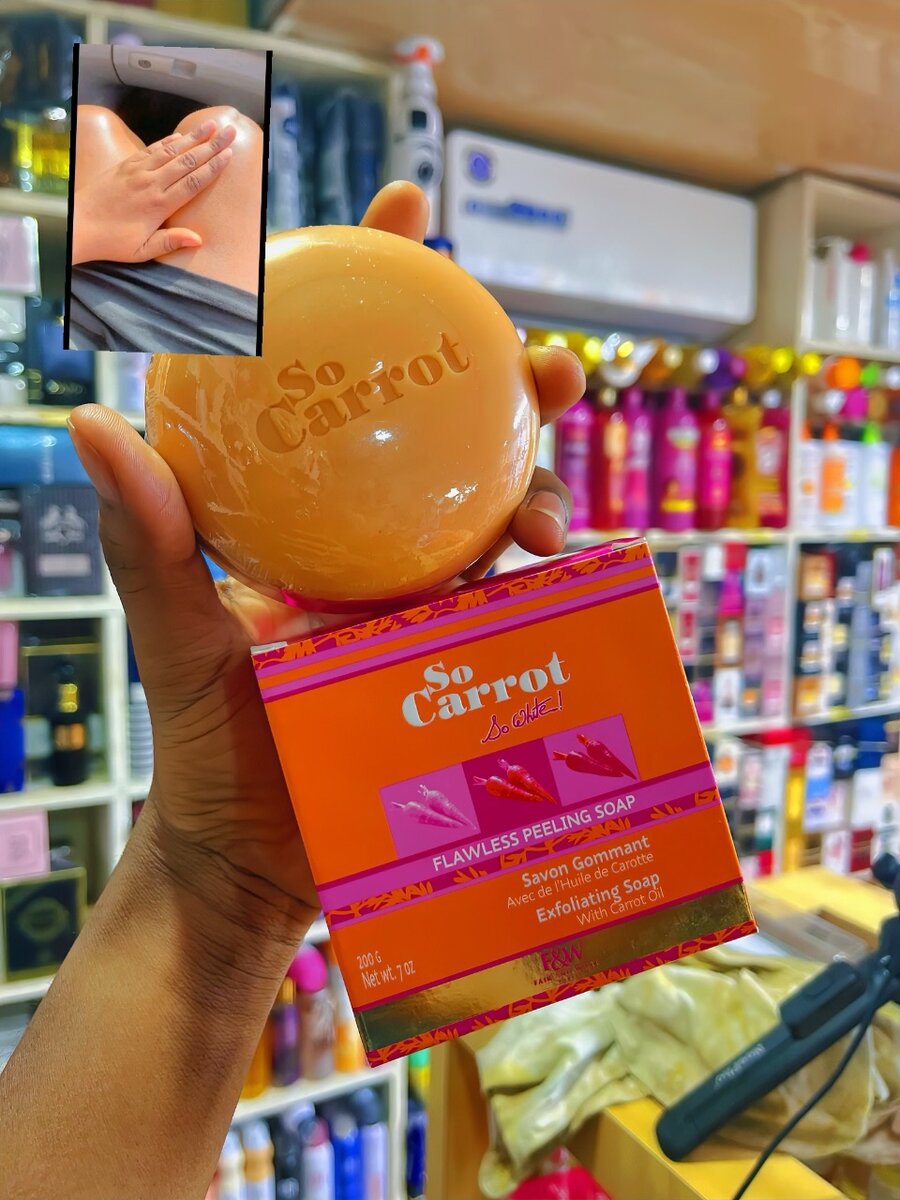 So
Carrot
So
Carrot
So White!
FLAWLESS PEELING SOAP
Savon Gommant
Avec de l'Huile de Carotte
Exfoliating Soap
With Carrot Oil
200 G
Net wt. 7 oz
F&W